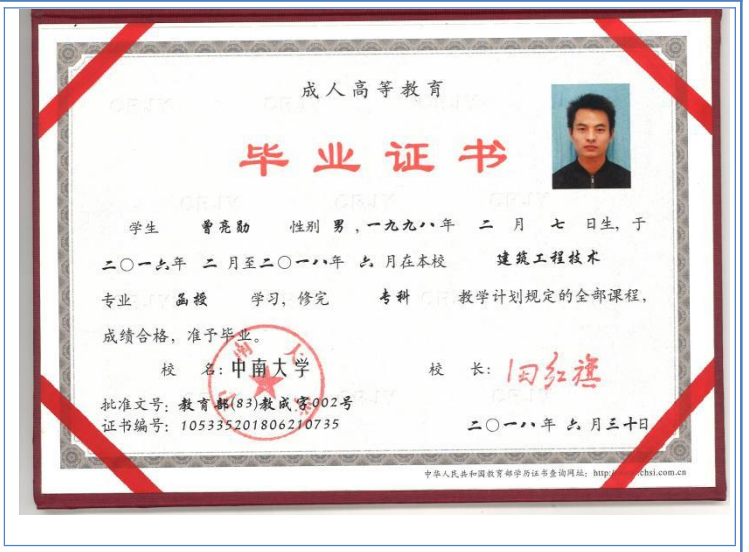 成人高等教育
毕业证书
学生 曾亮勋 性别 男，一九九八年 二 月 七 日生，于
二〇一六年 二 月至二〇一八年 六 月在本校 建筑工程技术
专业 函授 学习，修完 专科 教学计划规定的全部课程，
成绩合格，准予毕业。
校 名：中南大学 校 长：田红旗
批准文号：教育部(83)教成字002号
证书编号：105335201806210735
二〇一八年 六 月三十日
中华人民共和国教育部学历证书查询网站：http://www.chsi.com.cn